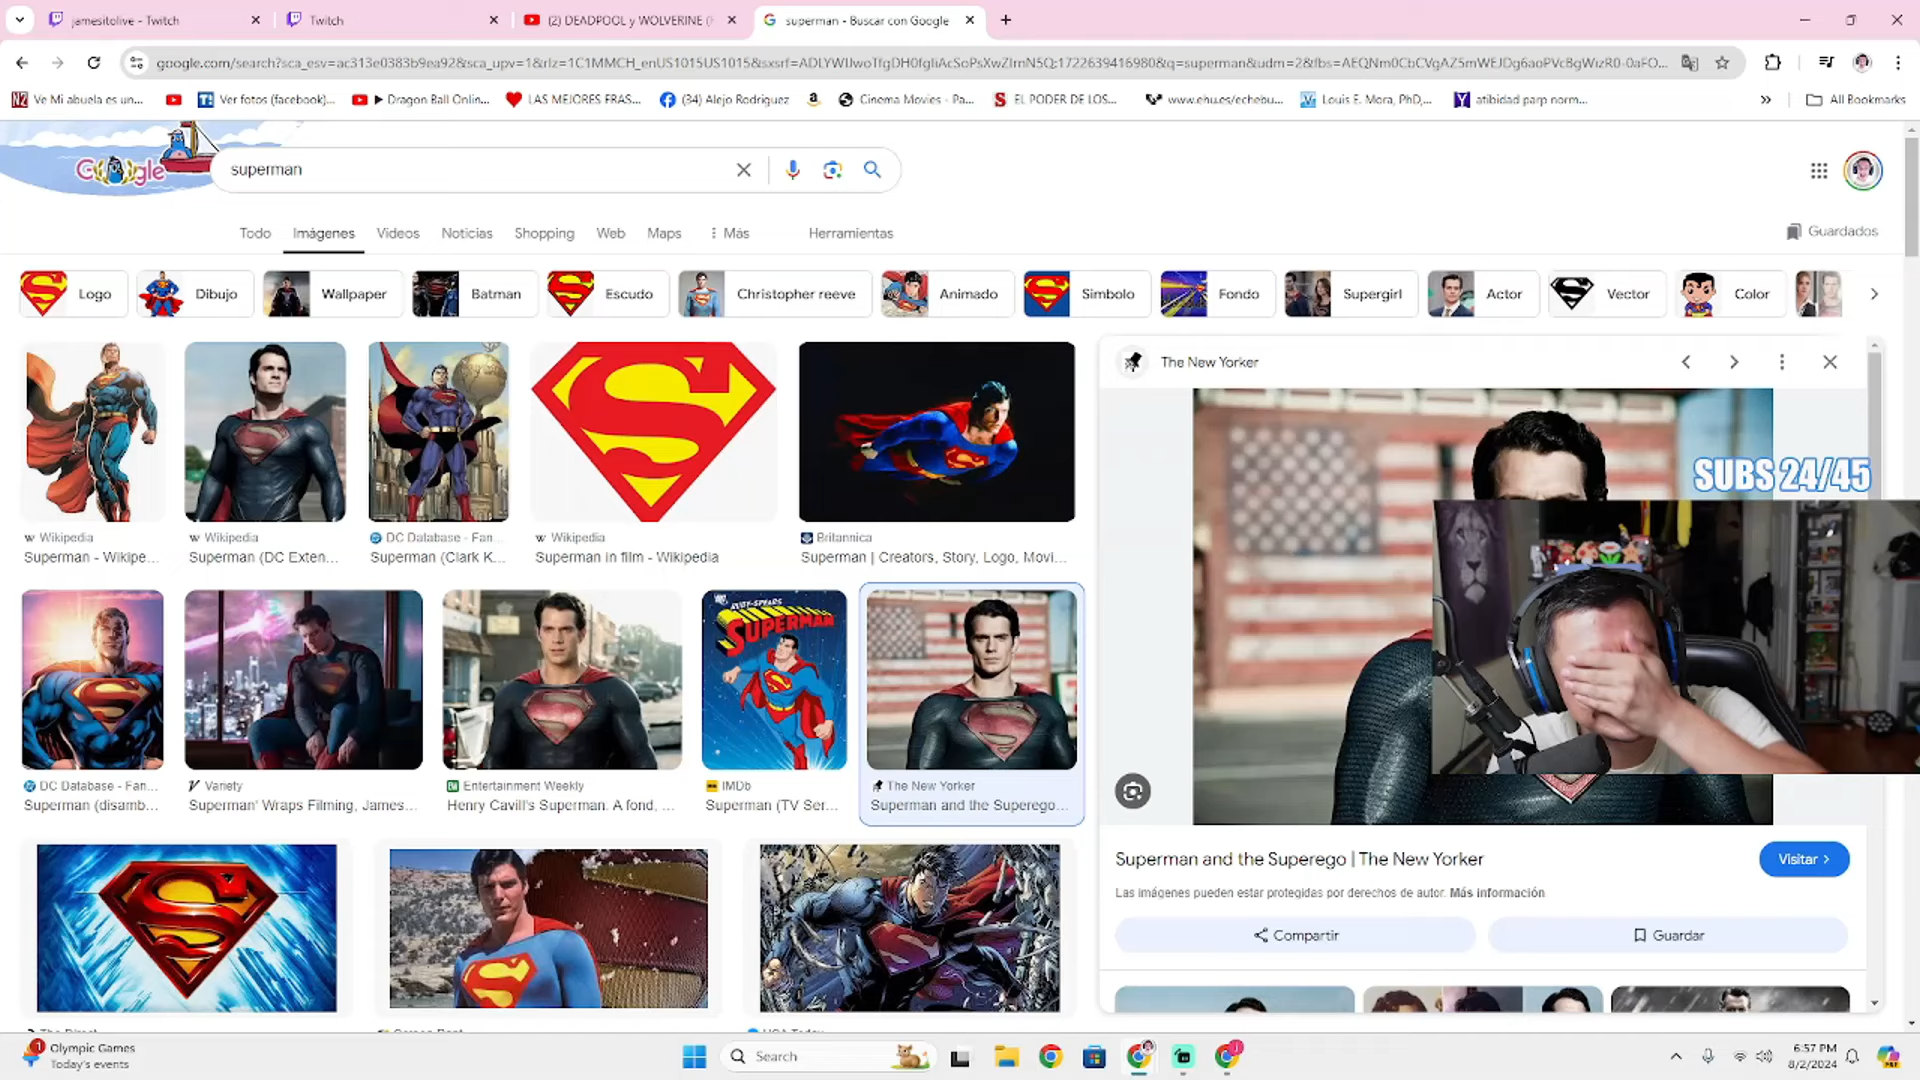 jamesitolive - Twitch
Twitch
(2) DEADPOOL y WOLVERINE (
superman - Buscar con Google
Ve Mi abuela es un...
Ver fotos (facebook)...
▶ Dragon Ball Onlin...
LAS MEJORES FRAS...
(34) Alejo Rodriguez
Cinema Movies - Pa...
EL PODER DE LOS...
www.ehu.es/echebu...
Louis E. Mora, PhD,...
atibidad parp norm...
»
All Bookmarks
Google
superman
Todo
Imágenes
Videos
Noticias
Shopping
Web
Maps
Más
Herramientas
Guardados
Logo
Dibujo
Wallpaper
Batman
Escudo
Christopher reeve
Animado
Simbolo
Fondo
Supergirl
Actor
Vector
Color
Wikipedia
Superman - Wikipe...
Wikipedia
Superman (DC Exten...
DC Database - Fan...
Superman (Clark K...
Wikipedia
Superman in film - Wikipedia
Britannica
Superman | Creators, Story, Logo, Movi...
The New Yorker
SUBS 24/45
RUBY-SPEARS
SUPERMAN
DC Database - Fan...
Superman (disamb...
Variety
Superman' Wraps Filming, James...
Entertainment Weekly
Henry Cavill's Superman: A fond, ...
IMDb
Superman (TV Ser...
The New Yorker
Superman and the Superego...
Superman and the Superego | The New Yorker
Visitar
Las imágenes pueden estar protegidas por derechos de autor. Más información
Compartir
Guardar
1
Olympic Games
Today's events
Search
6:57 PM
8/2/2024